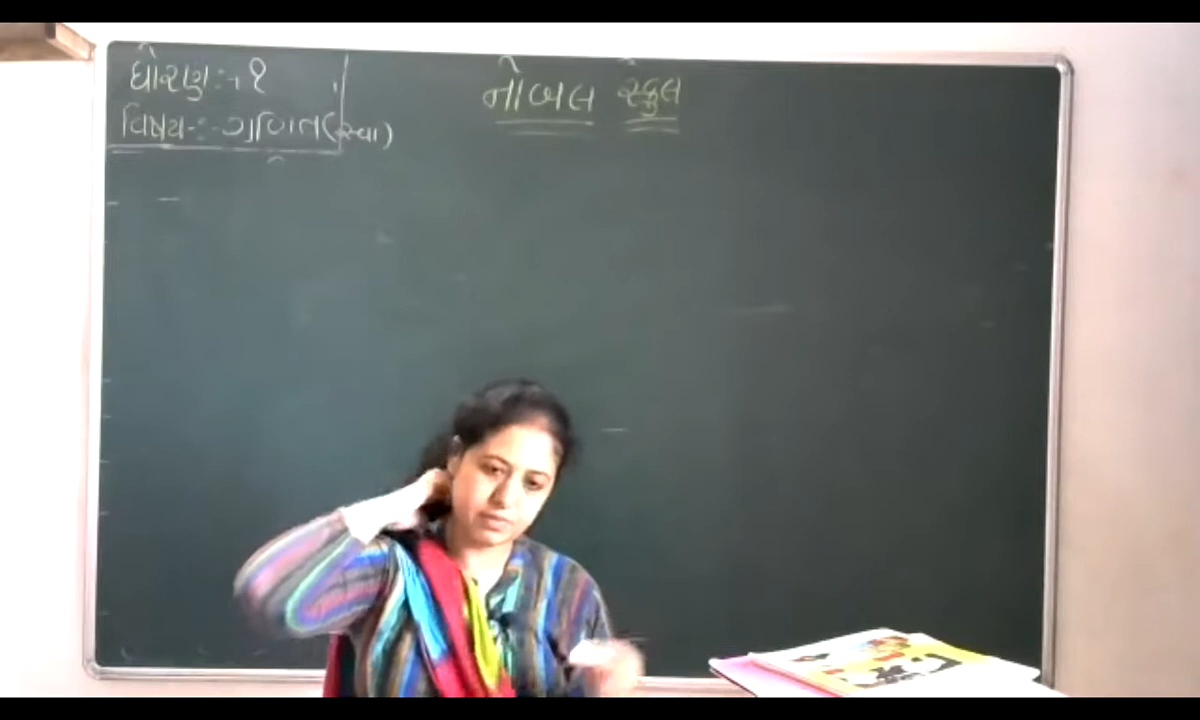 ધોરણ :- ૧
વિષય :- ગણિત (સ્વા)
નોબલ સ્કુલ